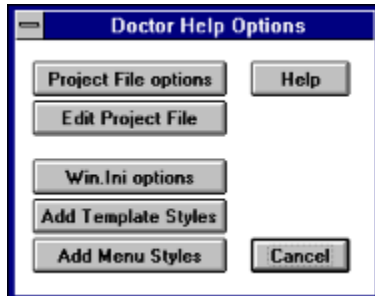 Doctor Help Options
Project File options
Help
Edit Project File
Win.Ini options
Add Template Styles
Add Menu Styles
Cancel